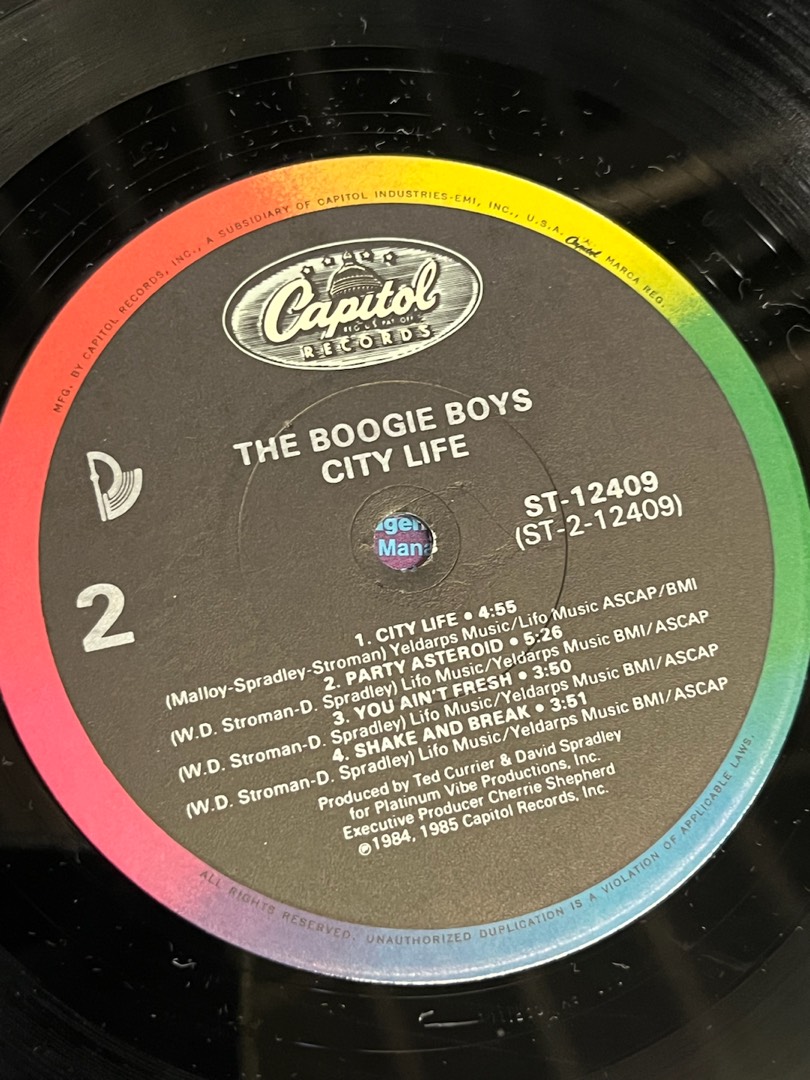 MFG. BY CAPITOL RECORDS, INC., A SUBSIDIARY OF CAPITOL INDUSTRIES-EMI, INC., U.S.A.
Capitol MARCA REG.
Capitol
REG. U.S. PAT. OFF.
RECORDS
THE BOOGIE BOYS
CITY LIFE
ST-12409
(ST-2-12409)
2
Mana
1. CITY LIFE • 4:55
(Malloy-Spradley-Stroman) Yeldarps Music/Lifo Music ASCAP/BMI
2. PARTY ASTEROID • 5:26
(W.D. Stroman-D. Spradley) Lifo Music/Yeldarps Music BMI/ASCAP
3. YOU AIN'T FRESH • 3:50
(W.D. Stroman-D. Spradley) Lifo Music/Yeldarps Music BMI/ASCAP
4. SHAKE AND BREAK • 3:51
(W.D. Stroman-D. Spradley) Lifo Music/Yeldarps Music BMI/ASCAP
Produced by Ted Currier & David Spradley
for Platinum Vibe Productions, Inc.
Executive Producer Cherrie Shepherd
℗1984, 1985 Capitol Records, Inc.
ALL RIGHTS RESERVED. UNAUTHORIZED DUPLICATION IS A VIOLATION OF APPLICABLE LAWS.